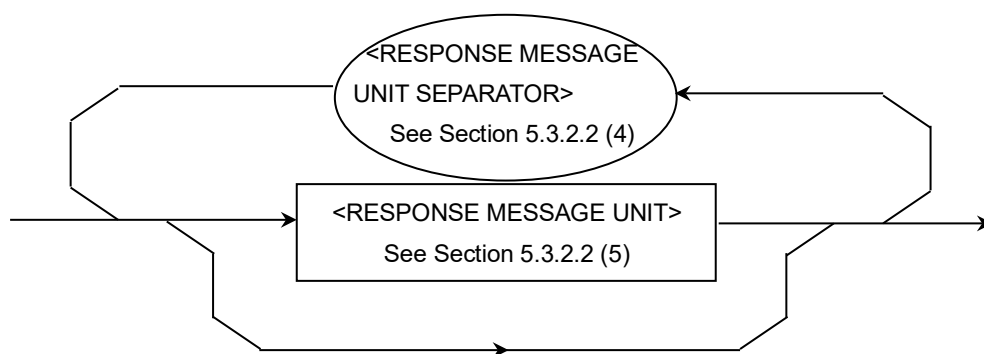 <RESPONSE MESSAGE
UNIT SEPARATOR>
See Section 5.3.2.2 (4)
<RESPONSE MESSAGE UNIT>
See Section 5.3.2.2 (5)